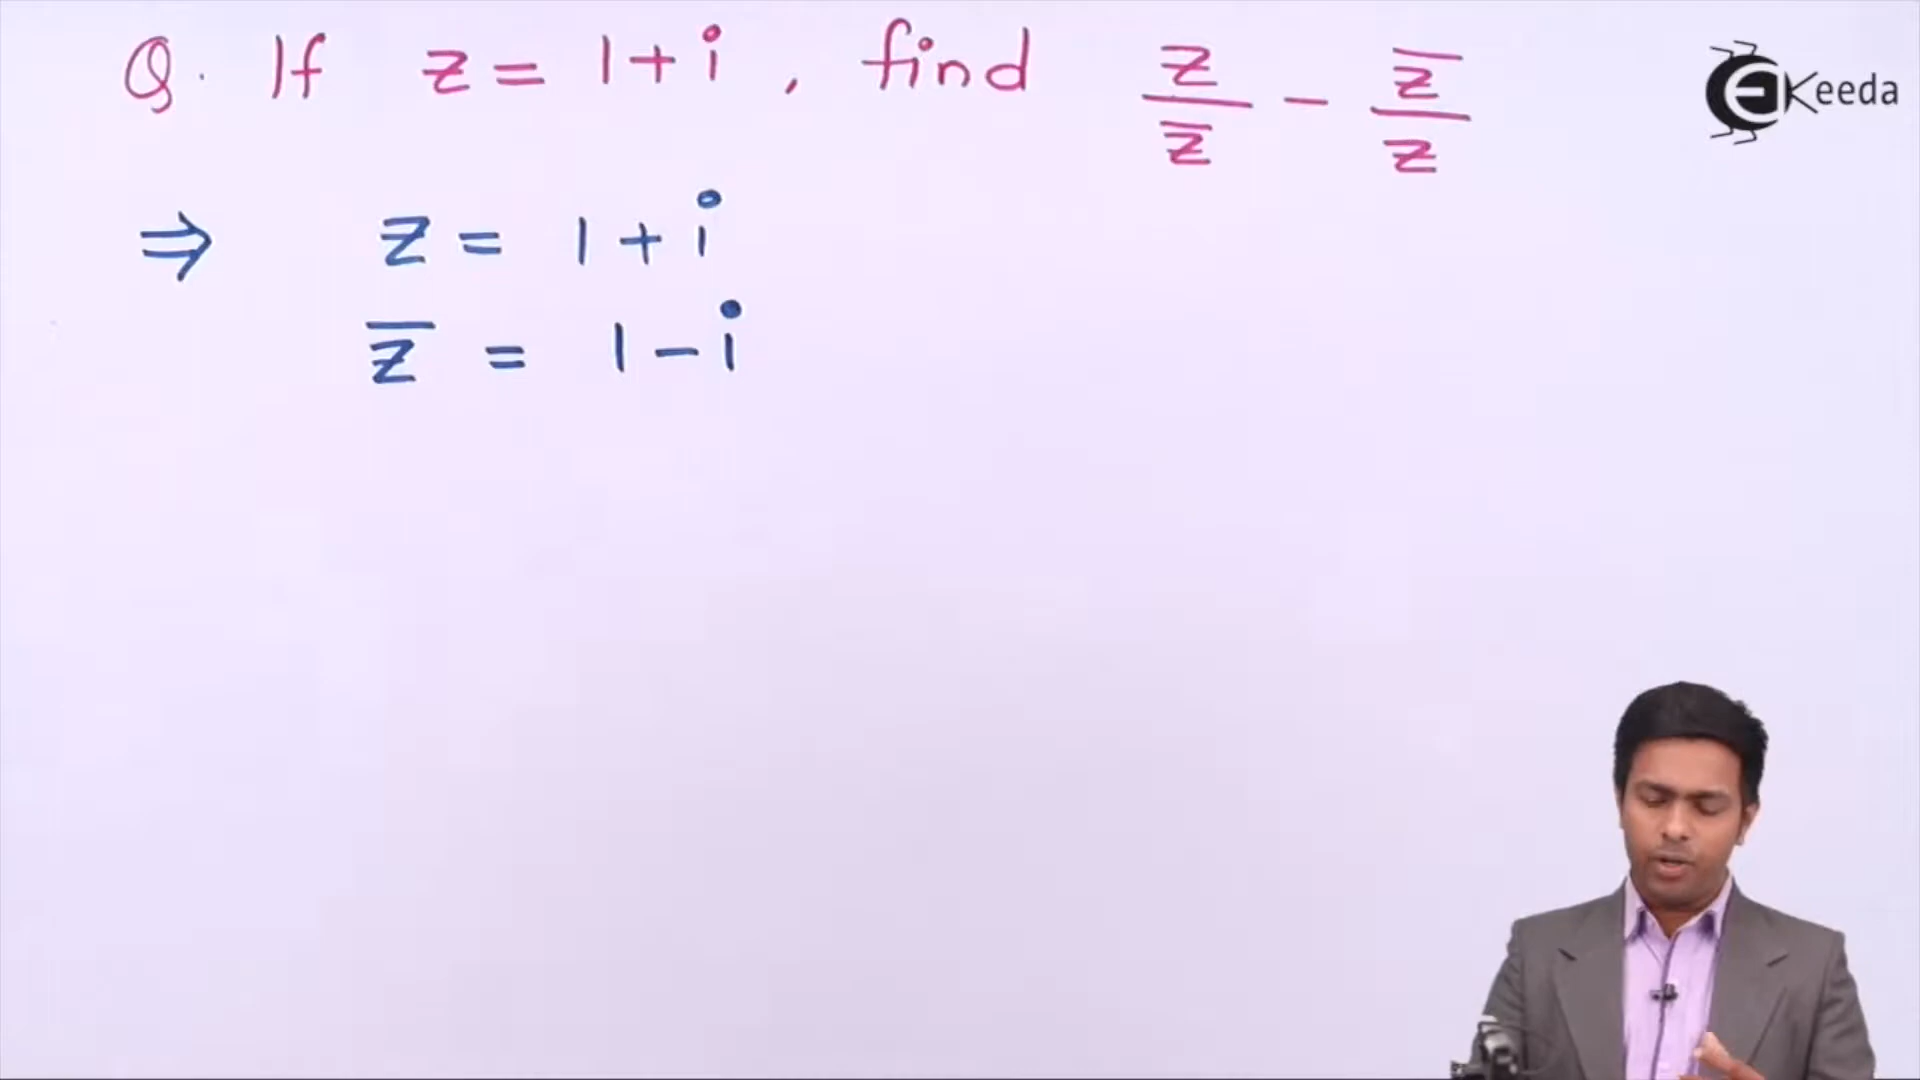 Q. If z = 1 + i , find z/z̅ - z̅/z
EKeeda
⇒ z = 1 + i
z̅ = 1 - i